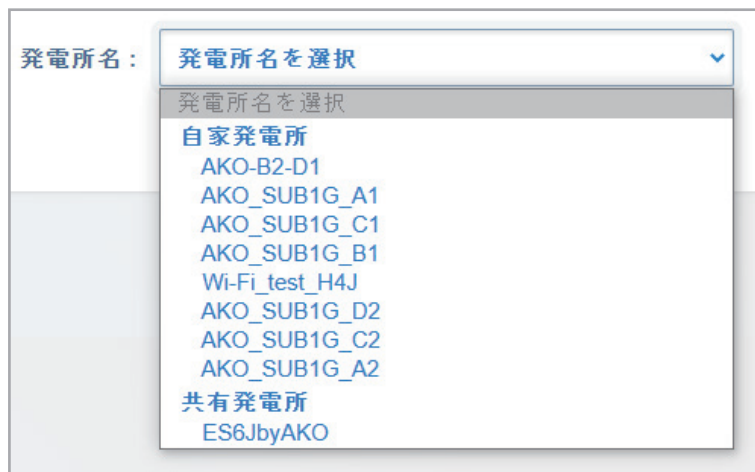 発電所名： 発電所名を選択
発電所名を選択
自家発電所
AKO-B2-D1
AKO_SUB1G_A1
AKO_SUB1G_C1
AKO_SUB1G_B1
Wi-Fi_test_H4J
AKO_SUB1G_D2
AKO_SUB1G_C2
AKO_SUB1G_A2
共有発電所
ES6JbyAKO